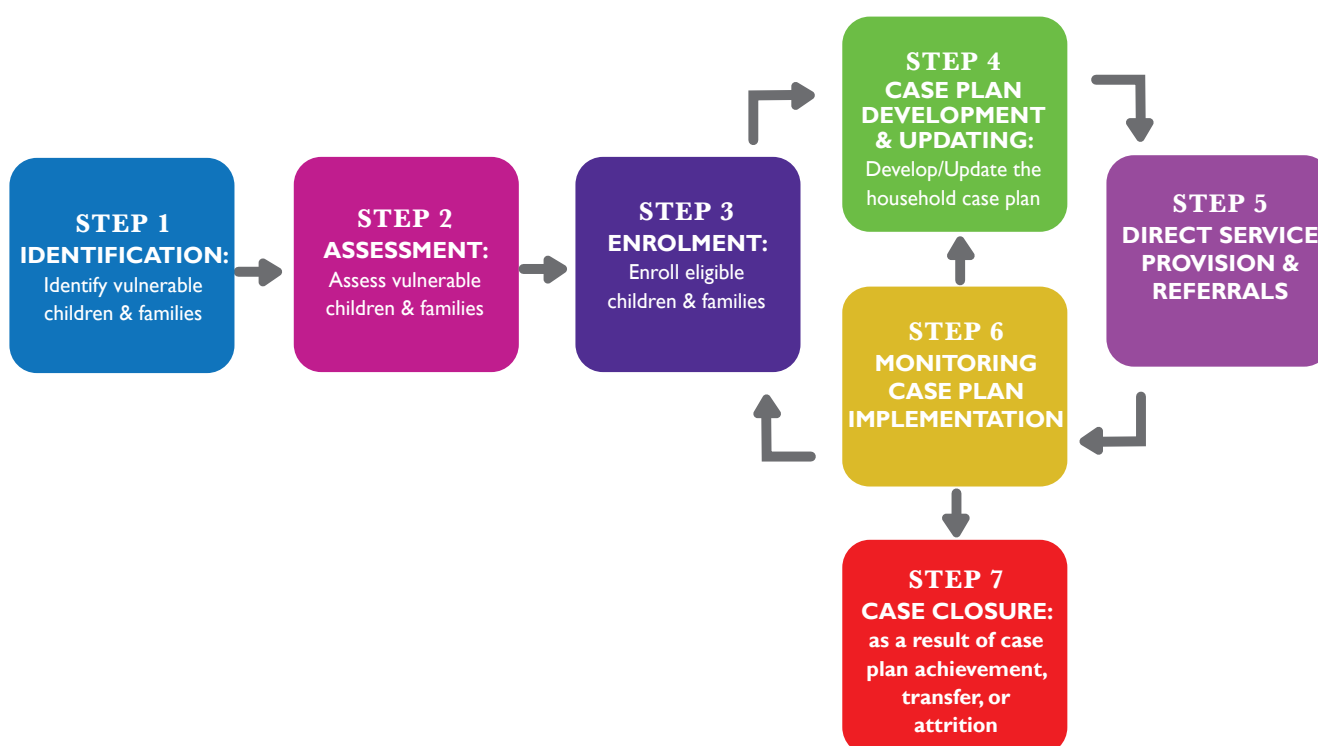 STEP 1
IDENTIFICATION:
Identify vulnerable
children & families
STEP 2
ASSESSMENT:
Assess vulnerable
children & families
STEP 3
ENROLMENT:
Enroll eligible
children & families
STEP 4
CASE PLAN
DEVELOPMENT
& UPDATING:
Develop/Update the
household case plan
STEP 5
DIRECT SERVICE
PROVISION &
REFERRALS
STEP 6
MONITORING
CASE PLAN
IMPLEMENTATION
STEP 7
CASE CLOSURE:
as a result of case
plan achievement,
transfer, or
attrition